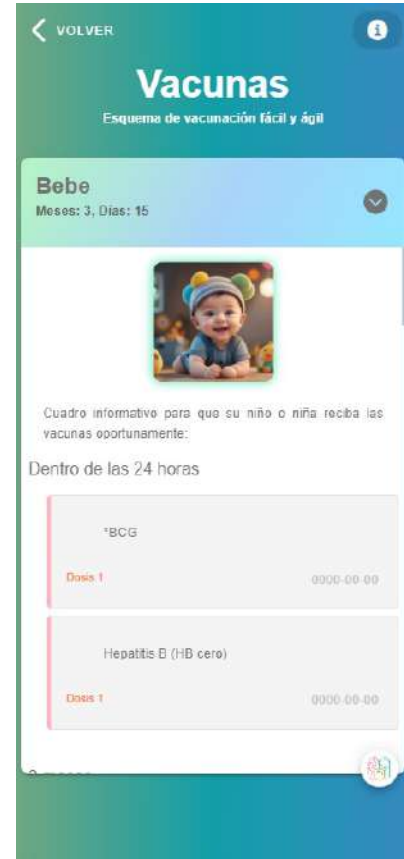 VOLVER
Vacunas
Esquema de vacunación fácil y ágil
Bebe
Meses: 3, Días: 15
Cuadro informativo para que su niño o niña reciba las
vacunas oportunamente:
Dentro de las 24 horas
*BCG
Dosis 1
0000-00-00
Hepatitis B (HB cero)
Dosis 1
0000-00-00